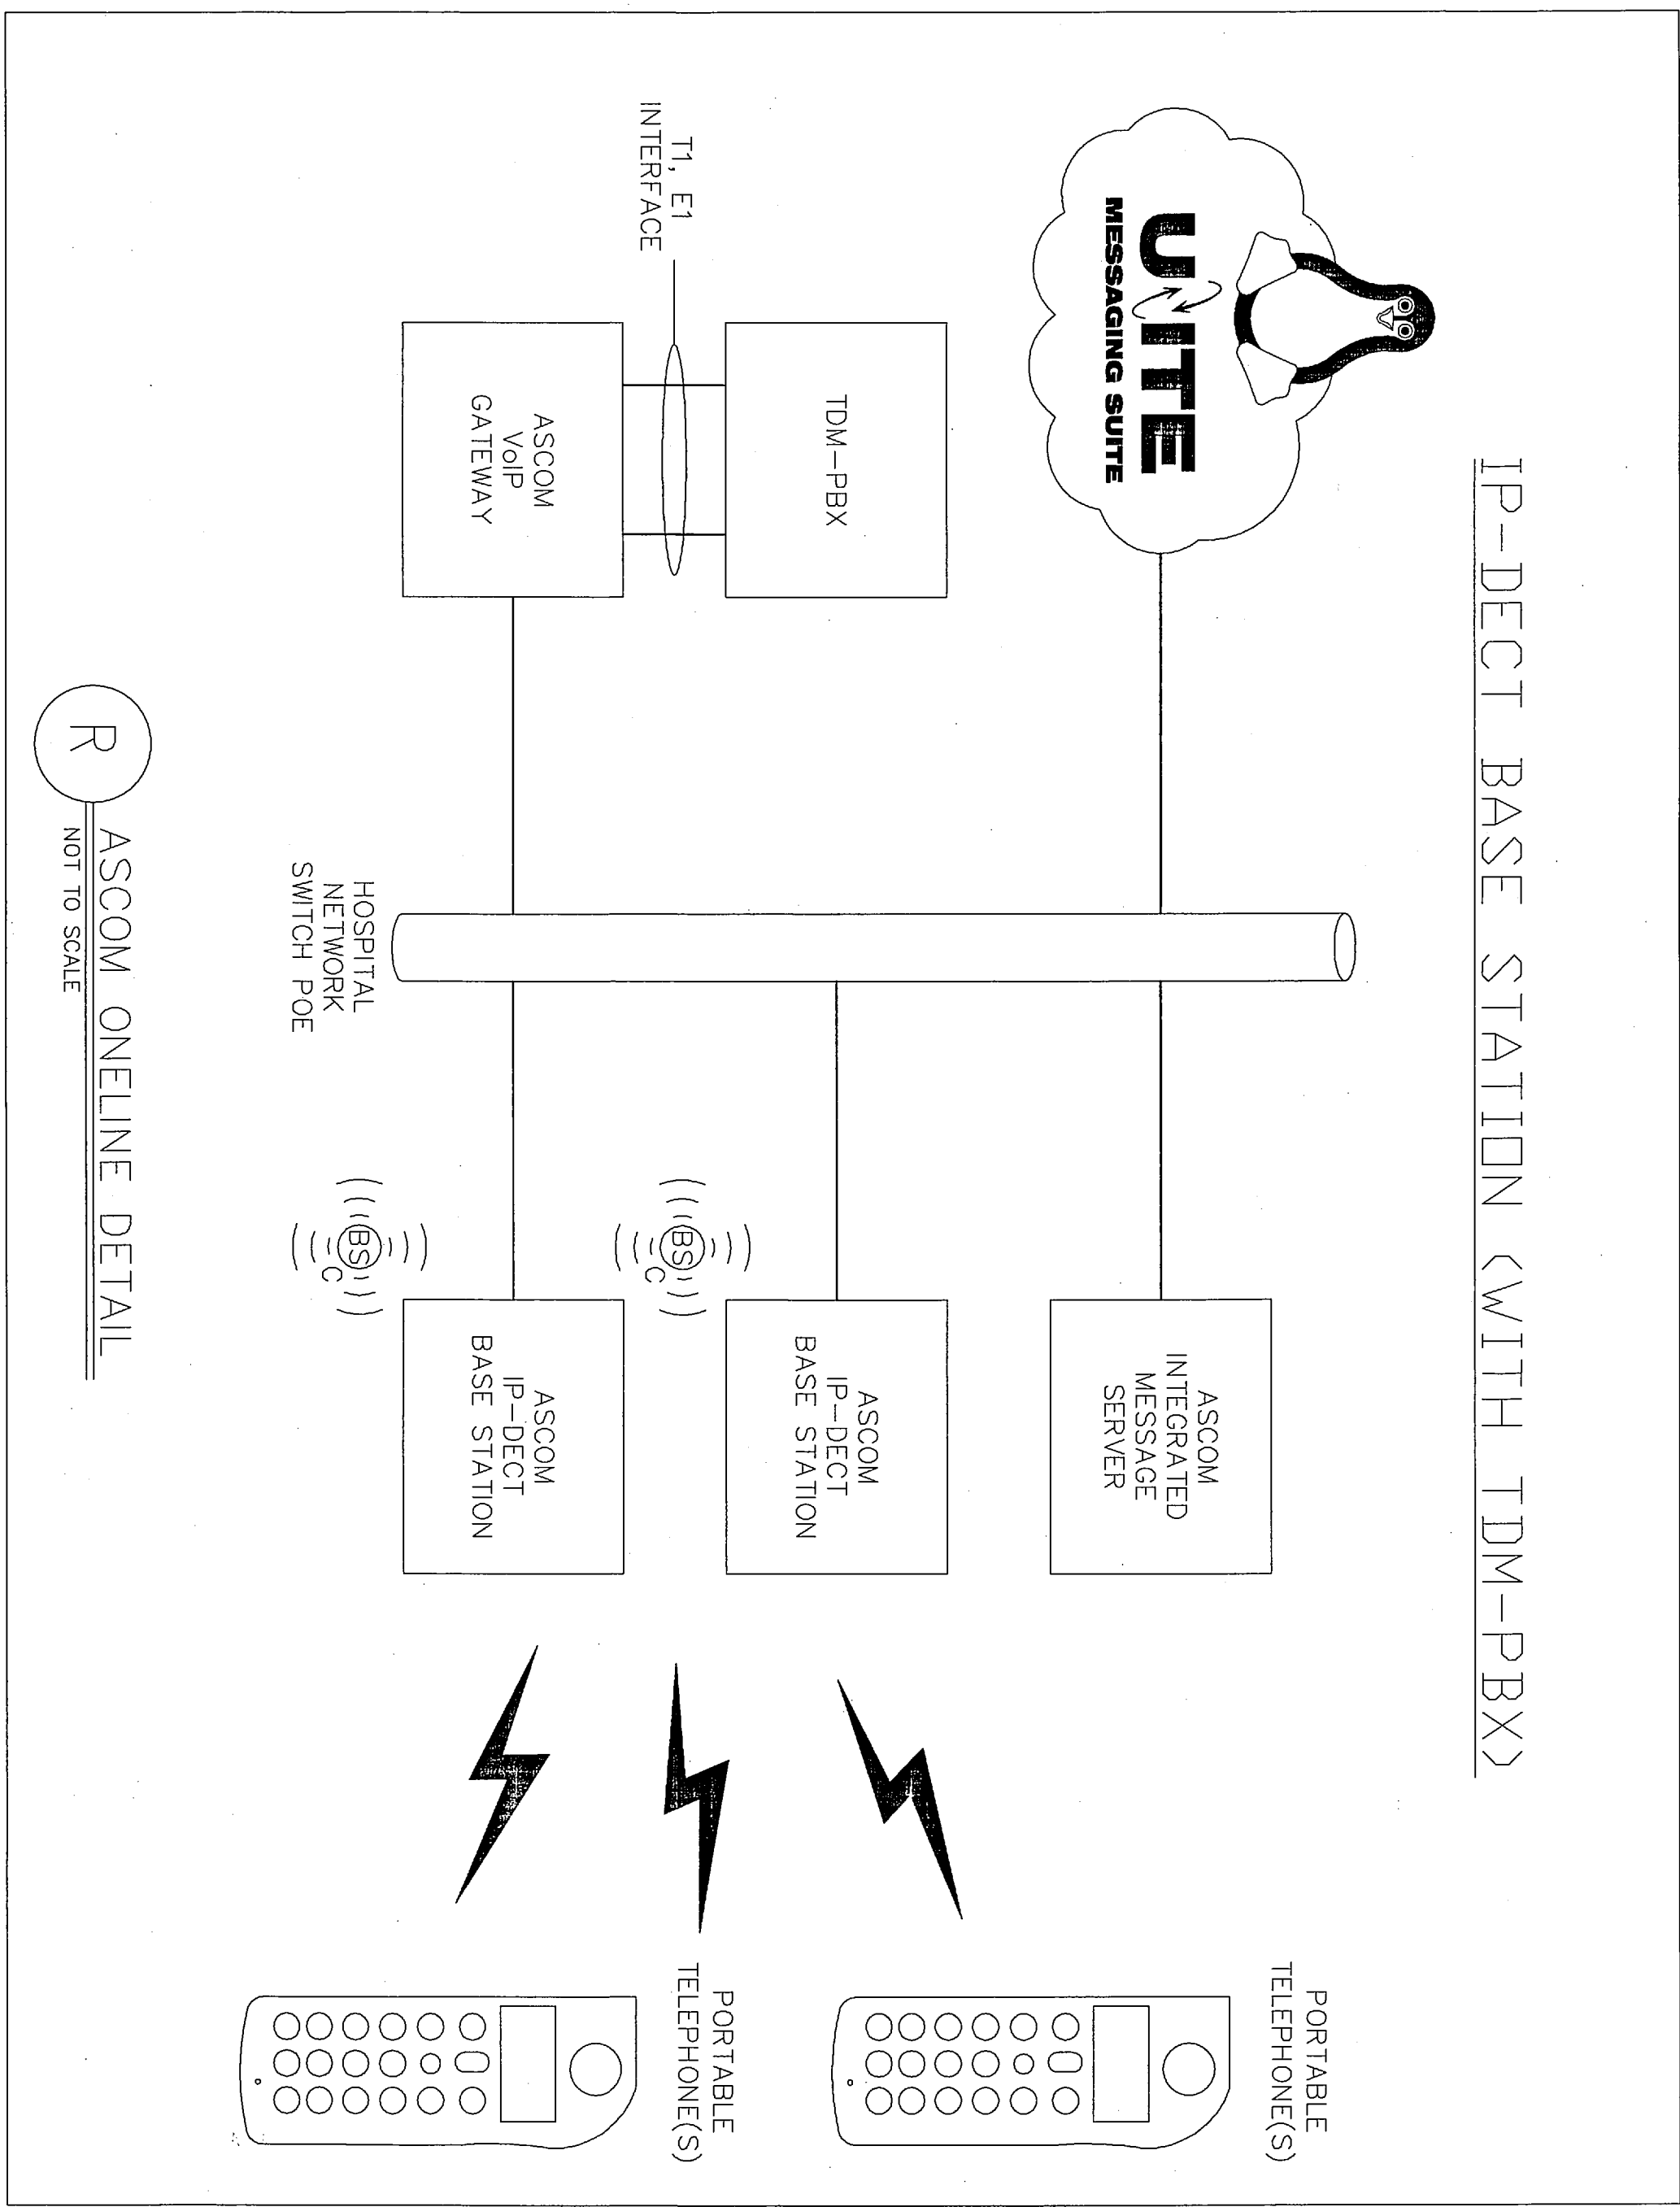 IP-DECT BASE STATION (WITH TDM-PBX)
UNITE
MESSAGING SUITE
TDM-PBX
T1, E1
INTERFACE
ASCOM
VoIP
GATEWAY
HOSPITAL
NETWORK
SWITCH POE
ASCOM
INTEGRATED
MESSAGE
SERVER
ASCOM
IP-DECT
BASE STATION
BS
C
ASCOM
IP-DECT
BASE STATION
BS
C
PORTABLE
TELEPHONE(S)
PORTABLE
TELEPHONE(S)
R
ASCOM ONELINE DETAIL
NOT TO SCALE